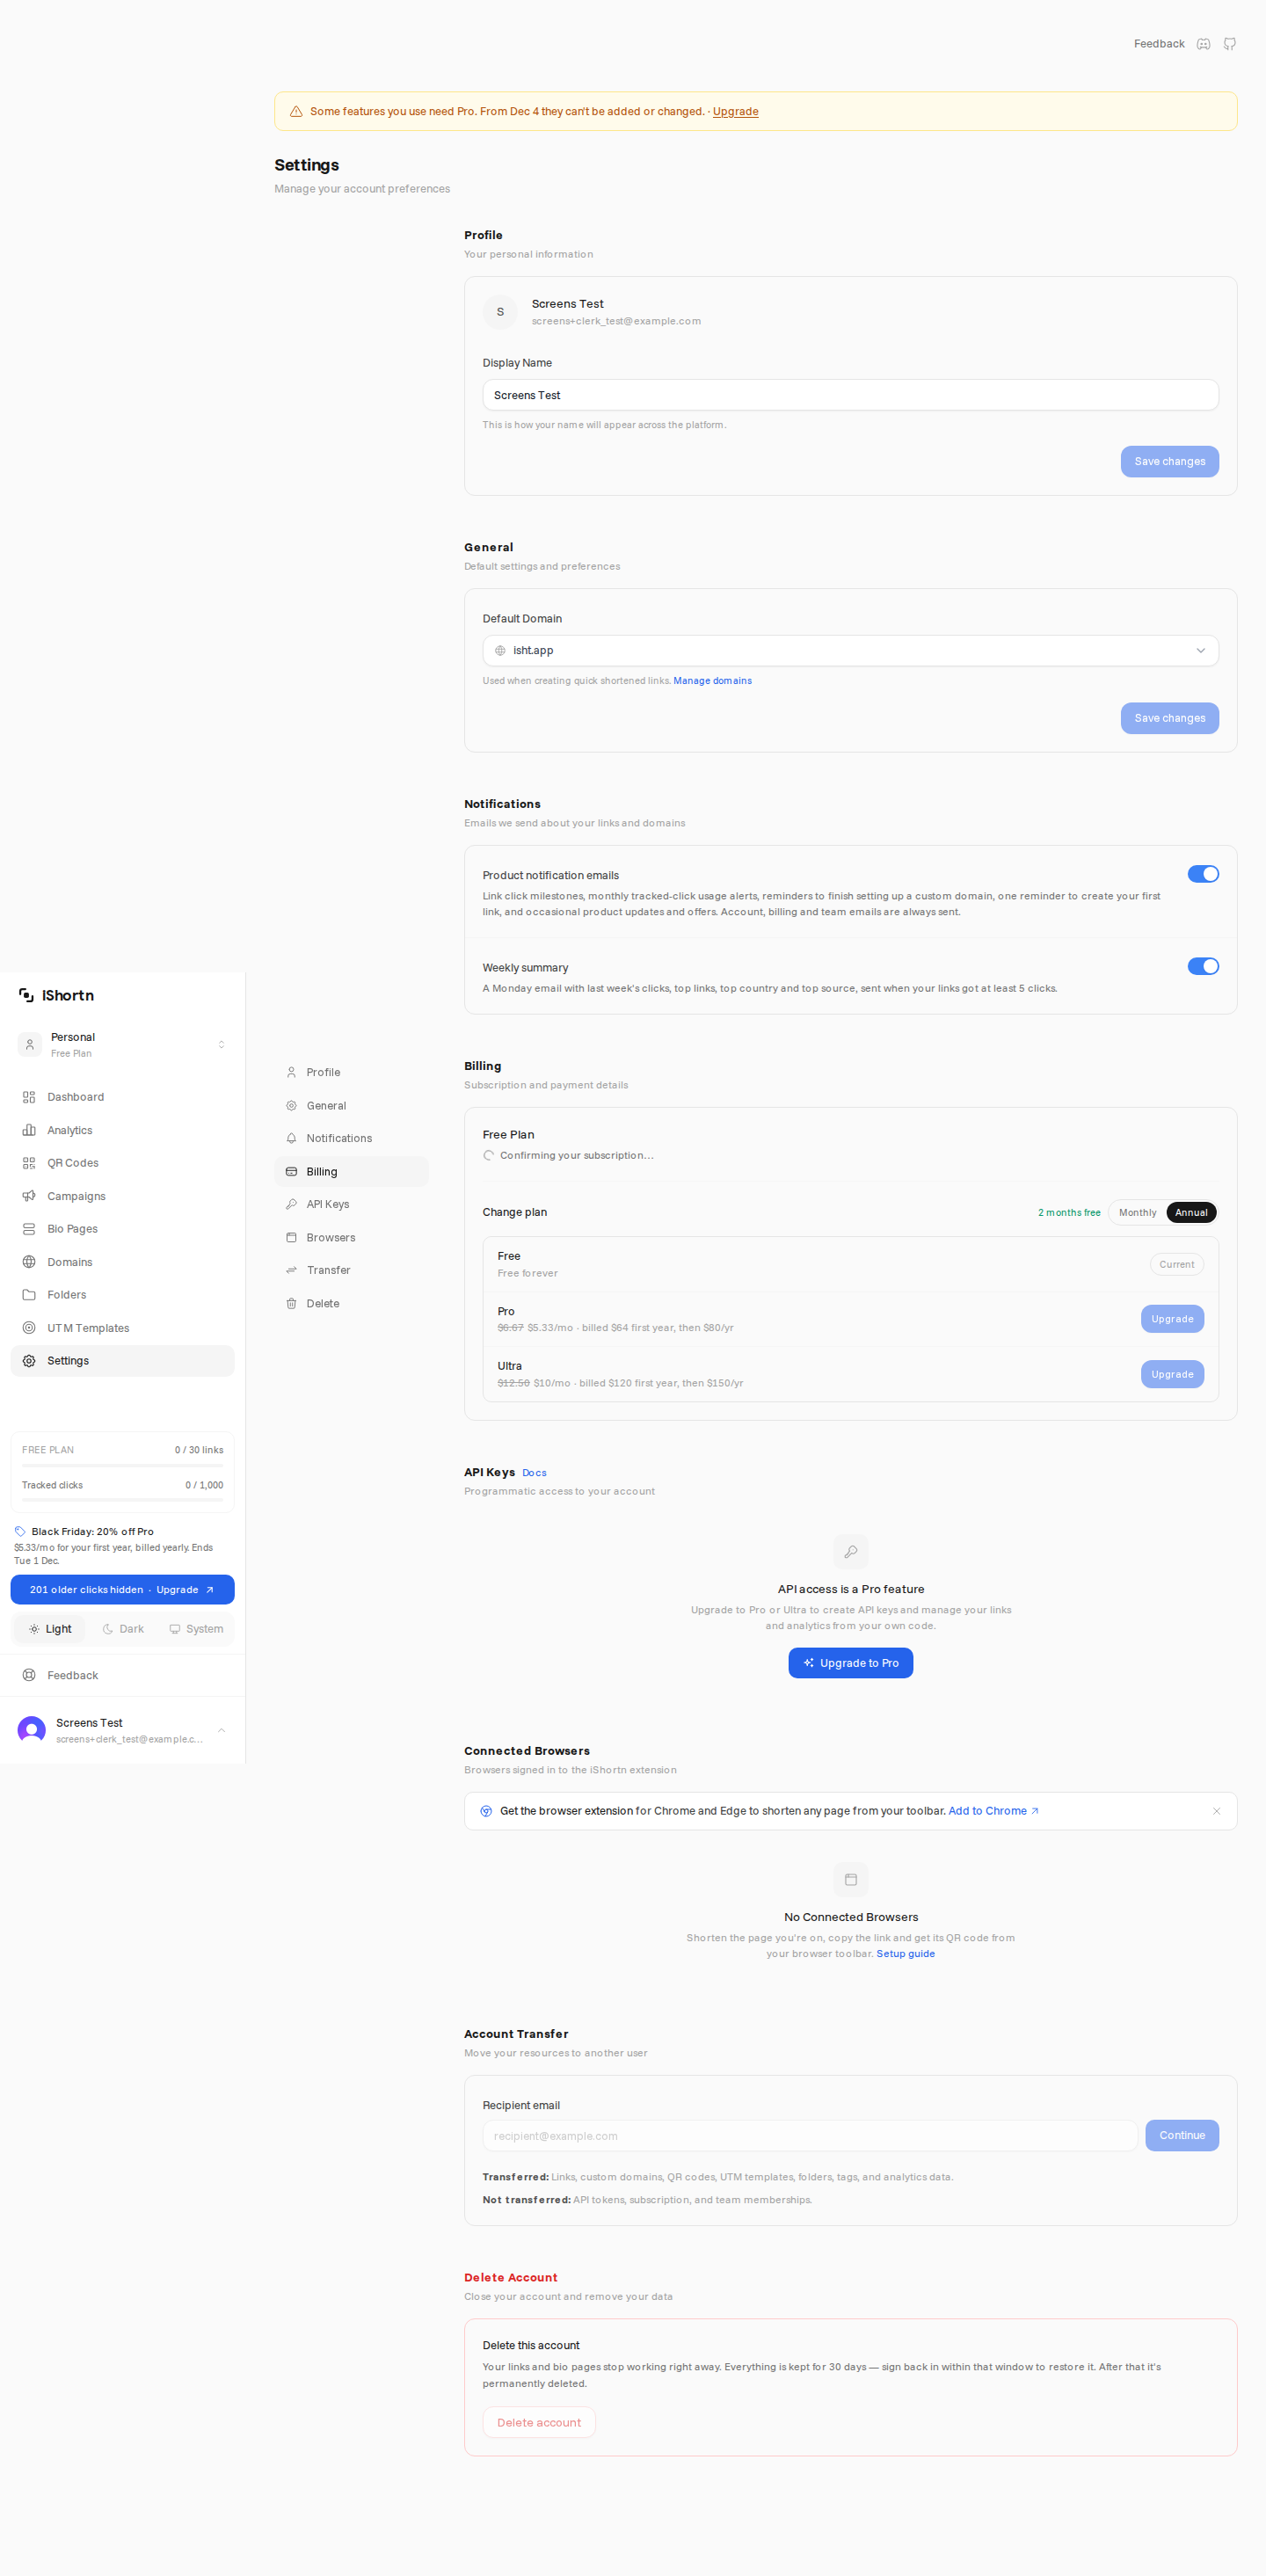 Feedback
Some features you use need Pro. From Dec 4 they can't be added or changed. · Upgrade
Settings
Manage your account preferences
Profile
Your personal information
S
Screens Test
screens+clerk_test@example.com
Display Name
Screens Test
This is how your name will appear across the platform.
Save changes
General
Default settings and preferences
Default Domain
isht.app
Used when creating quick shortened links. Manage domains
Save changes
Notifications
Emails we send about your links and domains
Product notification emails
Link click milestones, monthly tracked-click usage alerts, reminders to finish setting up a custom domain, one reminder to create your first
link, and occasional product updates and offers. Account, billing and team emails are always sent.
Weekly summary
A Monday email with last week's clicks, top links, top country and top source, sent when your links got at least 5 clicks.
iShortn
Personal
Free Plan
Dashboard
Analytics
QR Codes
Campaigns
Bio Pages
Domains
Folders
UTM Templates
Settings
FREE PLAN 0 / 30 links
Tracked clicks 0 / 1,000
Black Friday: 20% off Pro
$5.33/mo for your first year, billed yearly. Ends
Tue 1 Dec.
201 older clicks hidden · Upgrade
Light Dark System
Feedback
Screens Test
screens+clerk_test@example.c...
Profile
General
Notifications
Billing
API Keys
Browsers
Transfer
Delete
Billing
Subscription and payment details
Free Plan
Confirming your subscription...
Change plan 2 months free Monthly Annual
Free
Free forever
Current
Pro
$6.67 $5.33/mo · billed $64 first year, then $80/yr
Upgrade
Ultra
$12.50 $10/mo · billed $120 first year, then $150/yr
Upgrade
API Keys Docs
Programmatic access to your account
API access is a Pro feature
Upgrade to Pro or Ultra to create API keys and manage your links
and analytics from your own code.
Upgrade to Pro
Connected Browsers
Browsers signed in to the iShortn extension
Get the browser extension for Chrome and Edge to shorten any page from your toolbar. Add to Chrome
No Connected Browsers
Shorten the page you're on, copy the link and get its QR code from
your browser toolbar. Setup guide
Account Transfer
Move your resources to another user
Recipient email
recipient@example.com
Continue
Transferred: Links, custom domains, QR codes, UTM templates, folders, tags, and analytics data.
Not transferred: API tokens, subscription, and team memberships.
Delete Account
Close your account and remove your data
Delete this account
Your links and bio pages stop working right away. Everything is kept for 30 days — sign back in within that window to restore it. After that it's
permanently deleted.
Delete account